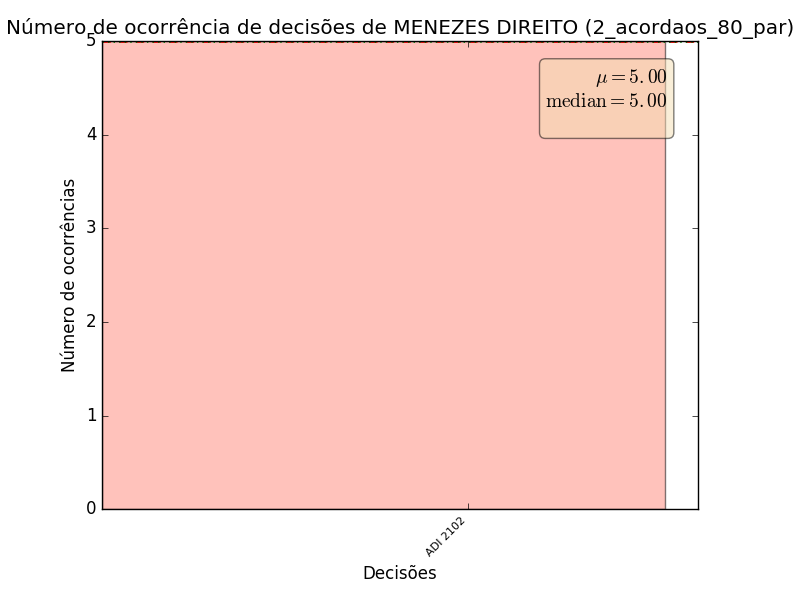 Número de ocorrência de decisões de MENEZES DIREITO (2_acordaos_80_par)
5
4
3
2
1
0
Número de ocorrências
μ = 5.00
median = 5.00
ADI 2102
Decisões